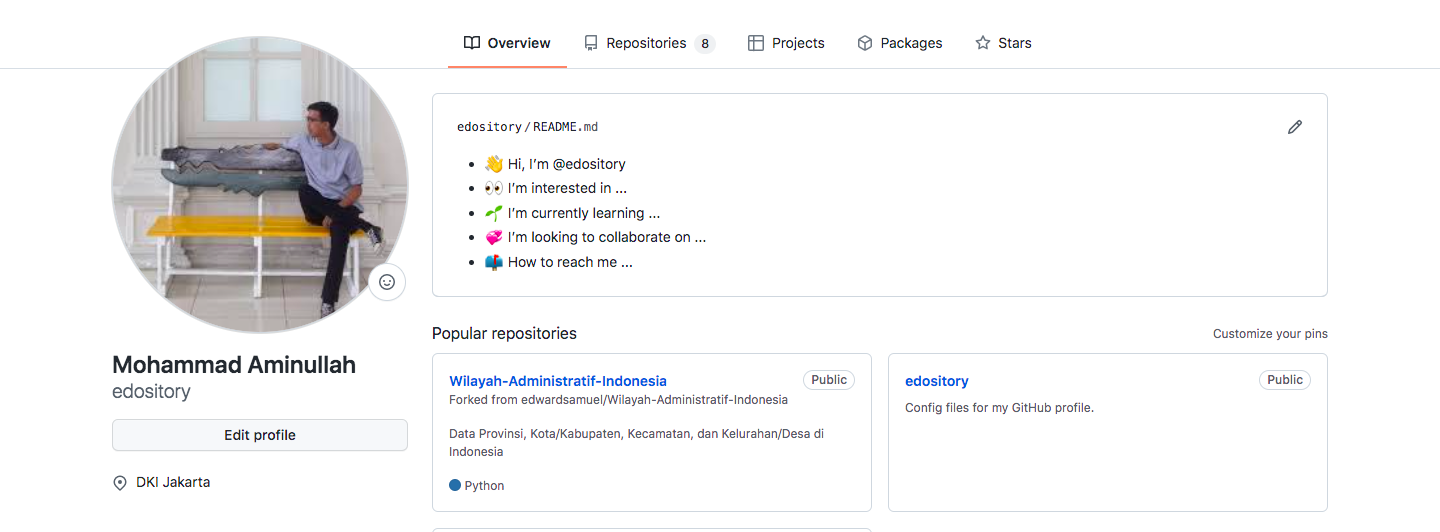 Overview
Repositories 8
Projects
Packages
Stars
edository/README.md
👋 Hi, I'm @edository
👀 I'm interested in ...
🌱 I'm currently learning ...
💞️ I'm looking to collaborate on ...
📫 How to reach me ...
Mohammad Aminullah
edository
Edit profile
DKI Jakarta
Popular repositories
Customize your pins
Wilayah-Administratif-Indonesia
Public
Forked from edwardsamuel/Wilayah-Administratif-Indonesia
Data Provinsi, Kota/Kabupaten, Kecamatan, dan Kelurahan/Desa di
Indonesia
Python
edository
Public
Config files for my GitHub profile.